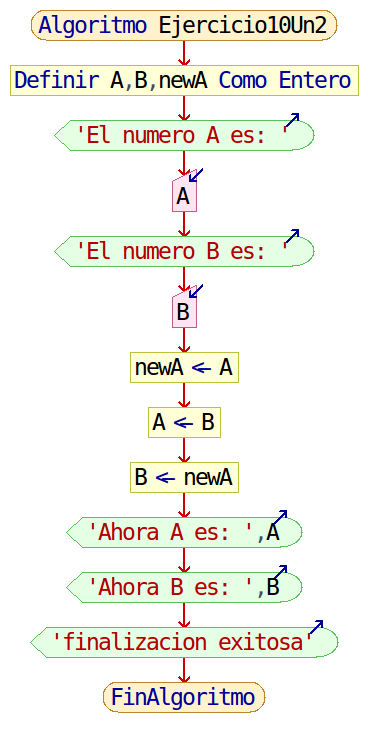 Algoritmo Ejercicio10Un2
Definir A,B,newA Como Entero
'El numero A es: '
A
'El numero B es: '
B
newA <- A
A <- B
B <- newA
'Ahora A es: ',A
'Ahora B es: ',B
'finalizacion exitosa'
FinAlgoritmo